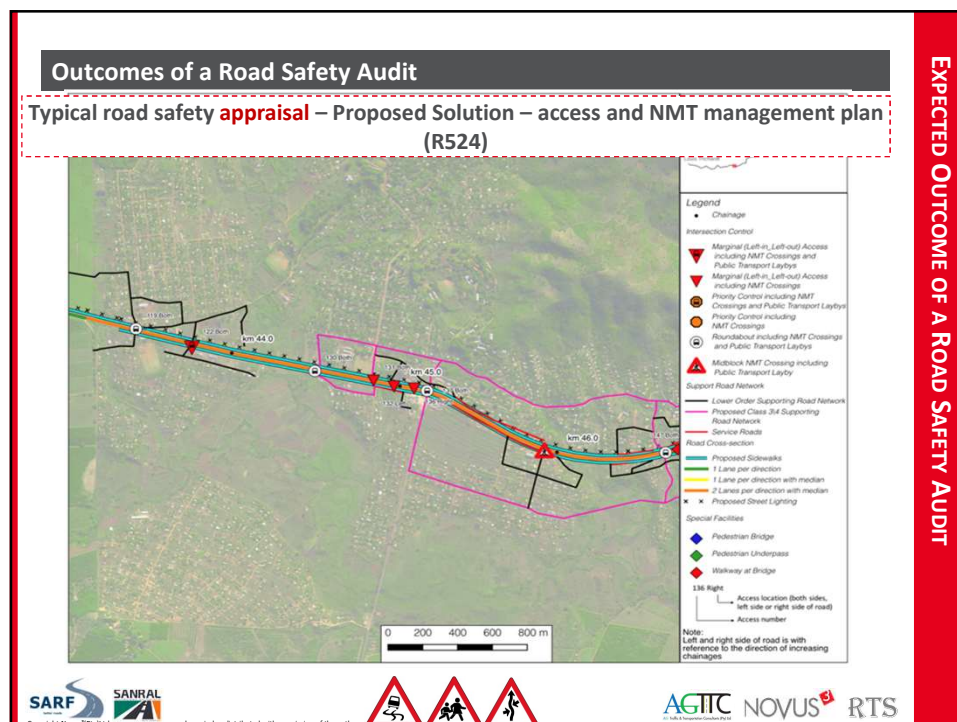 Outcomes of a Road Safety Audit
Typical road safety appraisal – Proposed Solution – access and NMT management plan
(R524)
EXPECTED OUTCOME OF A ROAD SAFETY AUDIT
119 Both
122 Both
km 44.0
130 Both
km 45.0
km 46.0
Legend
Chainage
Intersection Control
Marginal (Left-in_Left-out) Access
including NMT Crossings and
Public Transport Laybys
Marginal (Left-in_Left-out) Access
including NMT Crossings
Priority Control including NMT
Crossings and Public Transport Laybys
Priority Control including
NMT Crossings
Roundabout including NMT Crossings
and Public Transport Laybys
Midblock NMT Crossing including
Public Transport Layby
Support Road Network
Lower Order Supporting Road Network
Proposed Class 3\4 Supporting
Road Network
Service Roads
Road Cross-section
Proposed Sidewalks
1 Lane per direction
1 Lane per direction with median
2 Lanes per direction with median
Proposed Street Lighting
Special Facilities
Pedestrian Bridge
Pedestrian Underpass
Walkway at Bridge
136 Right
Access location (both sides,
left side or right side of road)
Access number
Note:
Left and right side of road is with
reference to the direction of increasing
chainages
0 200 400 600 800 m
SARF
SANRAL
NOVUS3
RTS